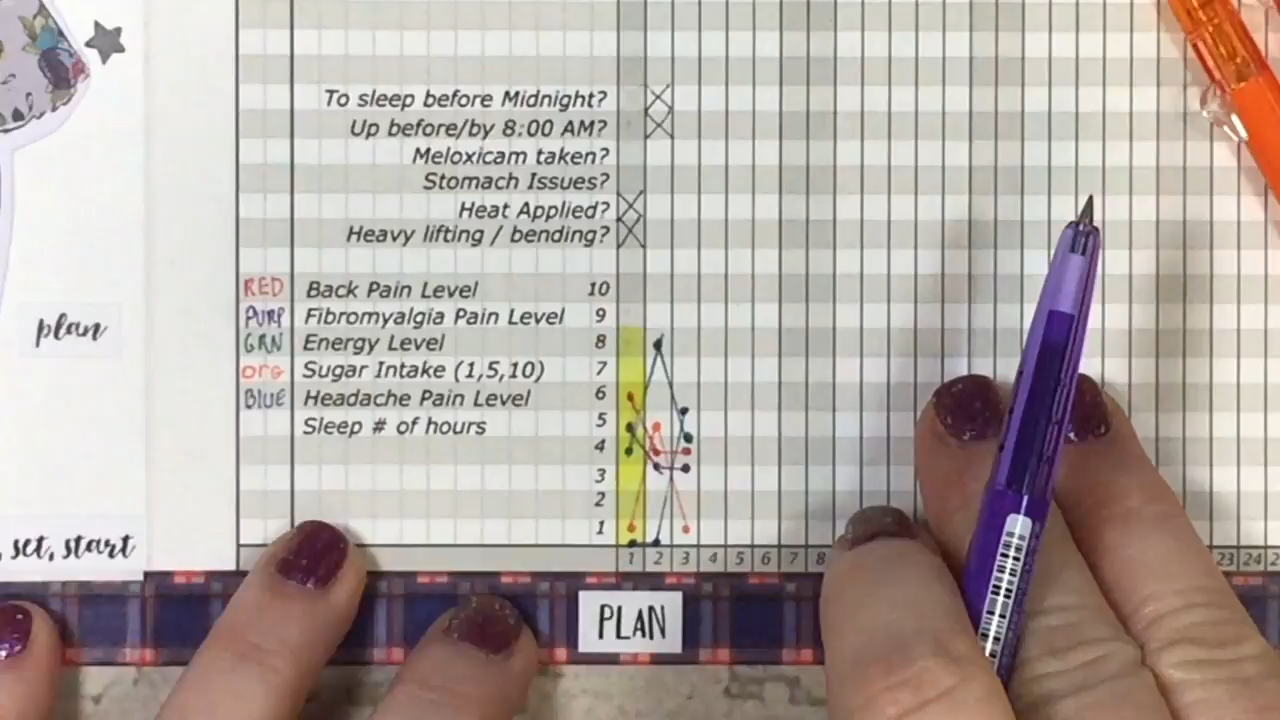 To sleep before Midnight?
Up before/by 8:00 AM?
Meloxicam taken?
Stomach Issues?
Heat Applied?
Heavy lifting / bending?
RED Back Pain Level 10
PURP Fibromyalgia Pain Level 9
GRN Energy Level 8
ORG Sugar Intake (1,5,10) 7
BLUE Headache Pain Level 6
Sleep # of hours 5
4
3
2
1
1 2 3 4 5 6 7 8 23 24
plan
, set, start
PLAN